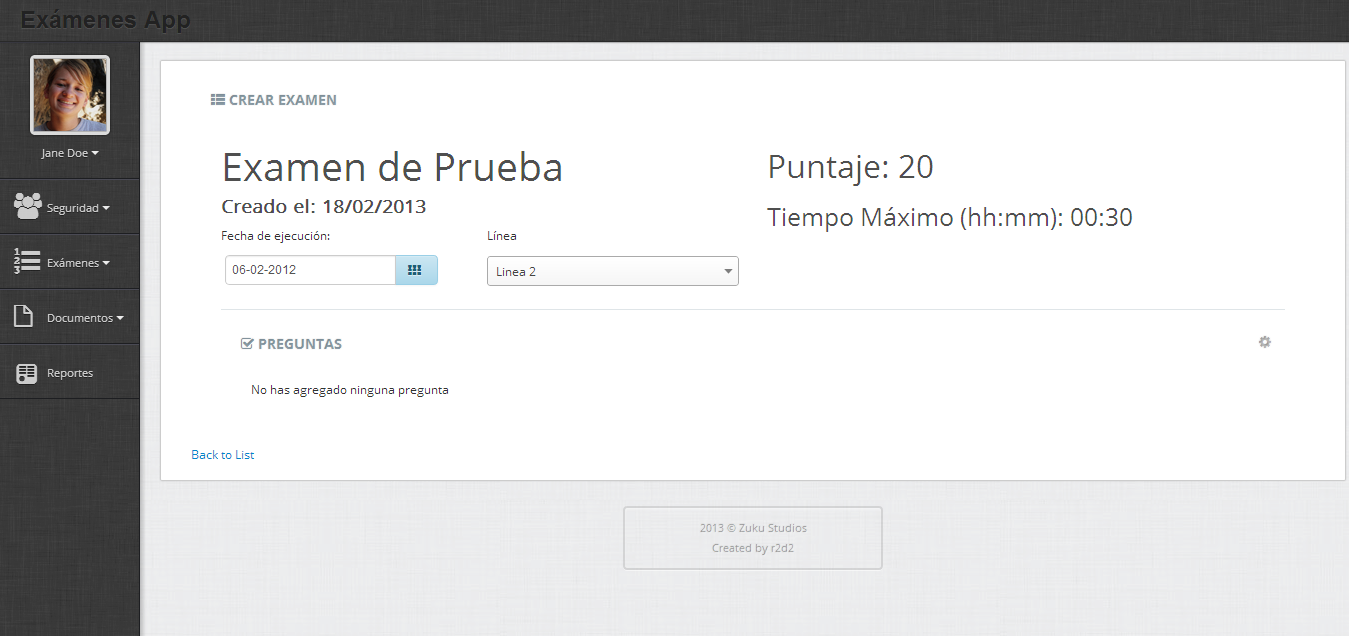 Exámenes App
Jane Doe
Seguridad
Exámenes
Documentos
Reportes
CREAR EXAMEN
Examen de Prueba
Creado el: 18/02/2013
Fecha de ejecución:
06-02-2012
Línea
Linea 2
Puntaje: 20
Tiempo Máximo (hh:mm): 00:30
PREGUNTAS
No has agregado ninguna pregunta
Back to List
2013 © Zuku Studios
Created by r2d2